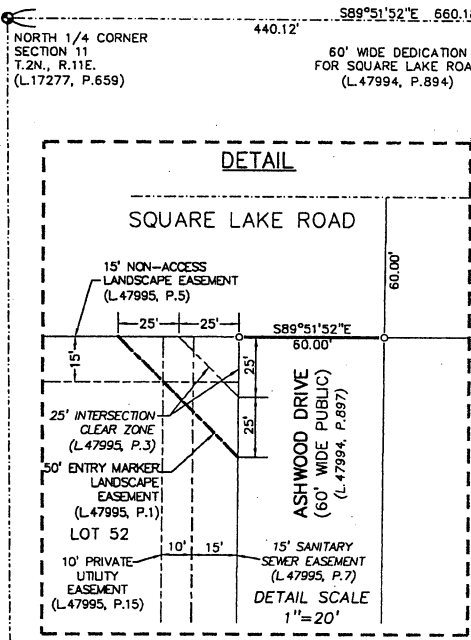 S89°51'52"E 660.1
440.12'
NORTH 1/4 CORNER
SECTION 11
T.2N., R.11E.
(L.17277, P.659)
60' WIDE DEDICATION
FOR SQUARE LAKE ROA
(L.47994, P.894)
DETAIL
SQUARE LAKE ROAD
15' NON-ACCESS
LANDSCAPE EASEMENT
(L.47995, P.5)
60.00'
25' 25'
S89°51'52"E
60.00'
15'
25'
25'
25' INTERSECTION
CLEAR ZONE
(L.47995, P.3)
50' ENTRY MARKER
LANDSCAPE
EASEMENT
(L.47995, P.1)
ASHWOOD DRIVE
(60' WIDE PUBLIC)
(L.47994, P.897)
LOT 52
10' 15'
10' PRIVATE
UTILITY
EASEMENT
(L.47995, P.15)
15' SANITARY
SEWER EASEMENT
(L.47995, P.7)
DETAIL SCALE
1"=20'